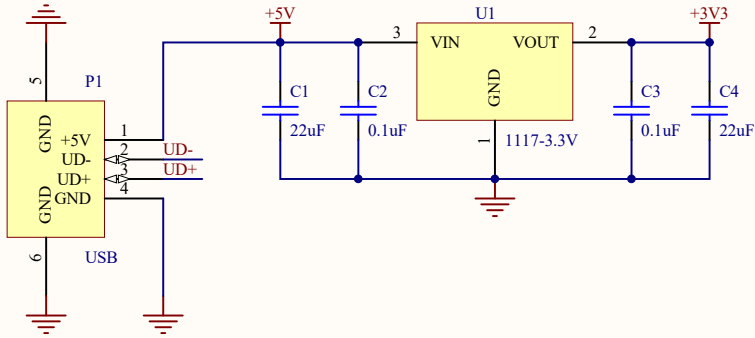 +5V
U1
+3V3
3
VIN
VOUT
2
GND
1
1117-3.3V
C1
22uF
C2
0.1uF
C3
0.1uF
C4
22uF
5
P1
GND
+5V
1
UD-
2
UD-
UD+
3
UD+
GND
4
GND
6
USB